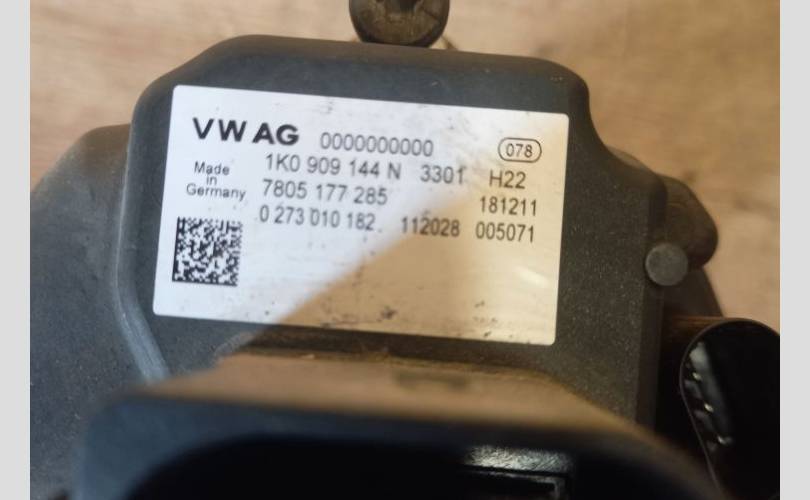 VW AG 0000000000 078
1K0 909 144 N 3301 H22
Made in Germany
7805 177 285 181211
0 273 010 182 112028 005071